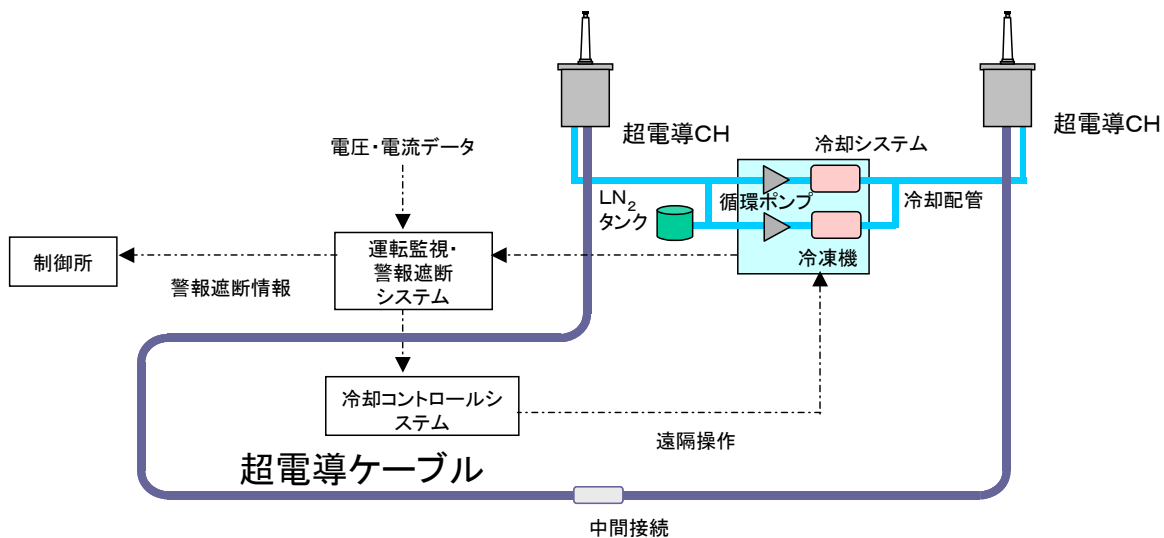 超電導CH
超電導CH
電圧・電流データ
冷却システム
LN₂
タンク
循環ポンプ
冷却配管
冷凍機
制御所
運転監視・
警報遮断
システム
警報遮断情報
冷却コントロールシ
ステム
遠隔操作
超電導ケーブル
中間接続